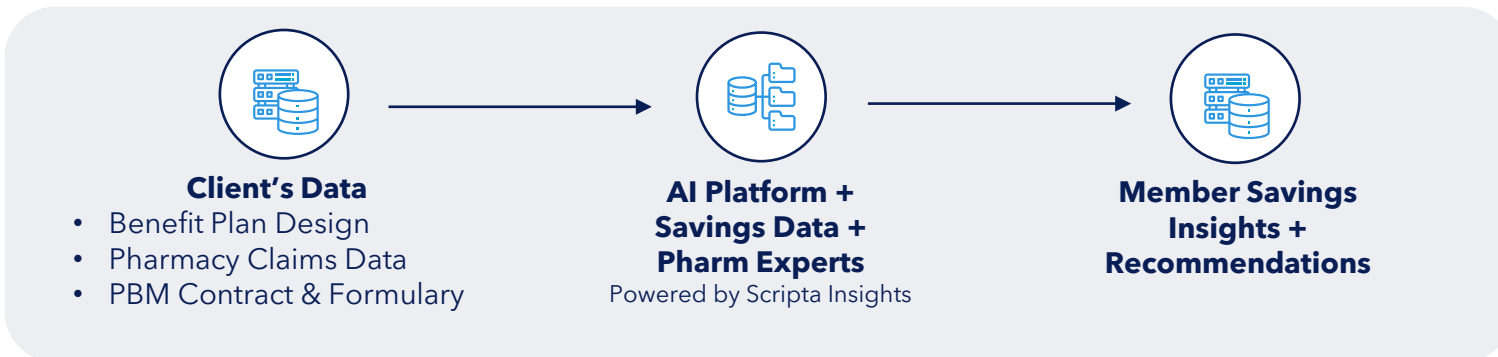 Client's Data
• Benefit Plan Design
• Pharmacy Claims Data
• PBM Contract & Formulary
AI Platform +
Savings Data +
Pharm Experts
Powered by Scripta Insights
Member Savings
Insights +
Recommendations